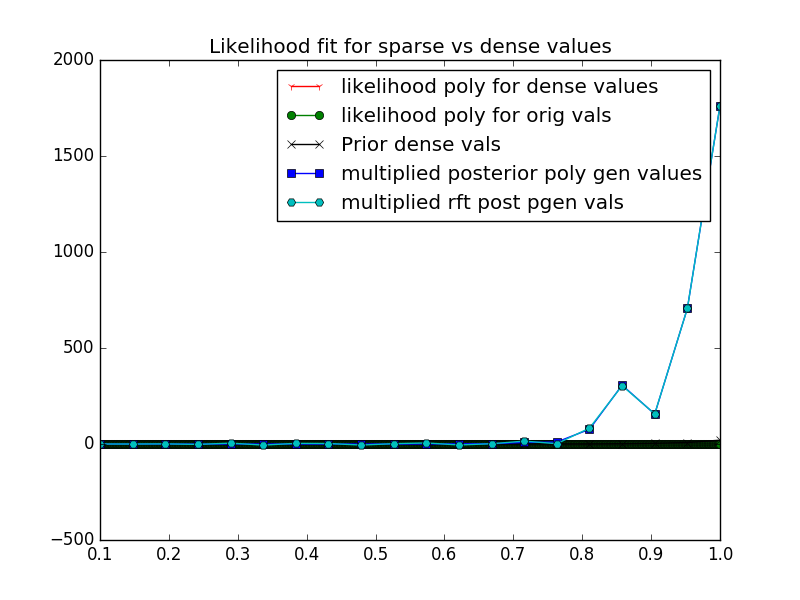 Likelihood fit for sparse vs dense values
2000
1500
1000
500
0
−500
likelihood poly for dense values
likelihood poly for orig vals
Prior dense vals
multiplied posterior poly gen values
multiplied rft post pgen vals
0.1 0.2 0.3 0.4 0.5 0.6 0.7 0.8 0.9 1.0